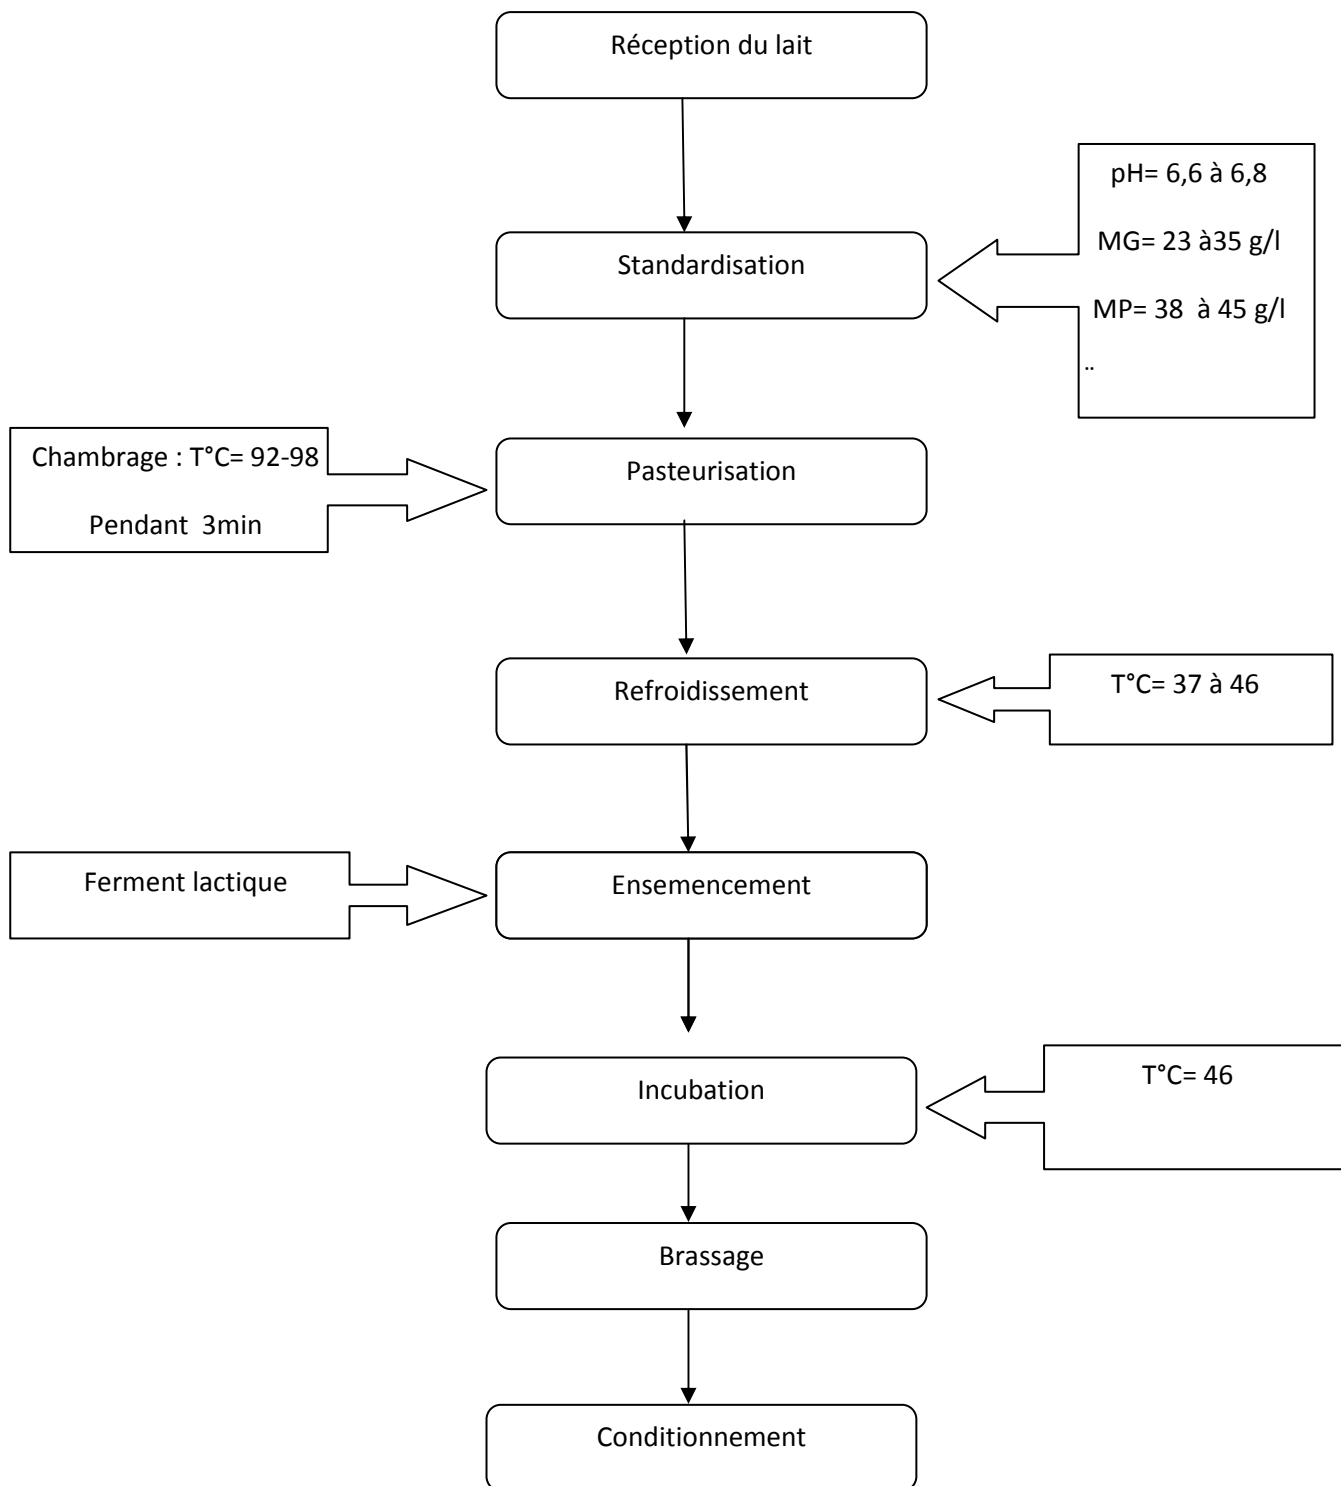 Réception du lait
pH= 6,6 à 6,8
MG= 23 à35 g/l
Standardisation
MP= 38  à 45 g/l
..
Chambrage : T°C= 92-98
Pendant  3min
Pasteurisation
Refroidissement
T°C= 37 à 46
Ferment lactique
Ensemencement
Incubation
T°C= 46
Brassage
Conditionnement